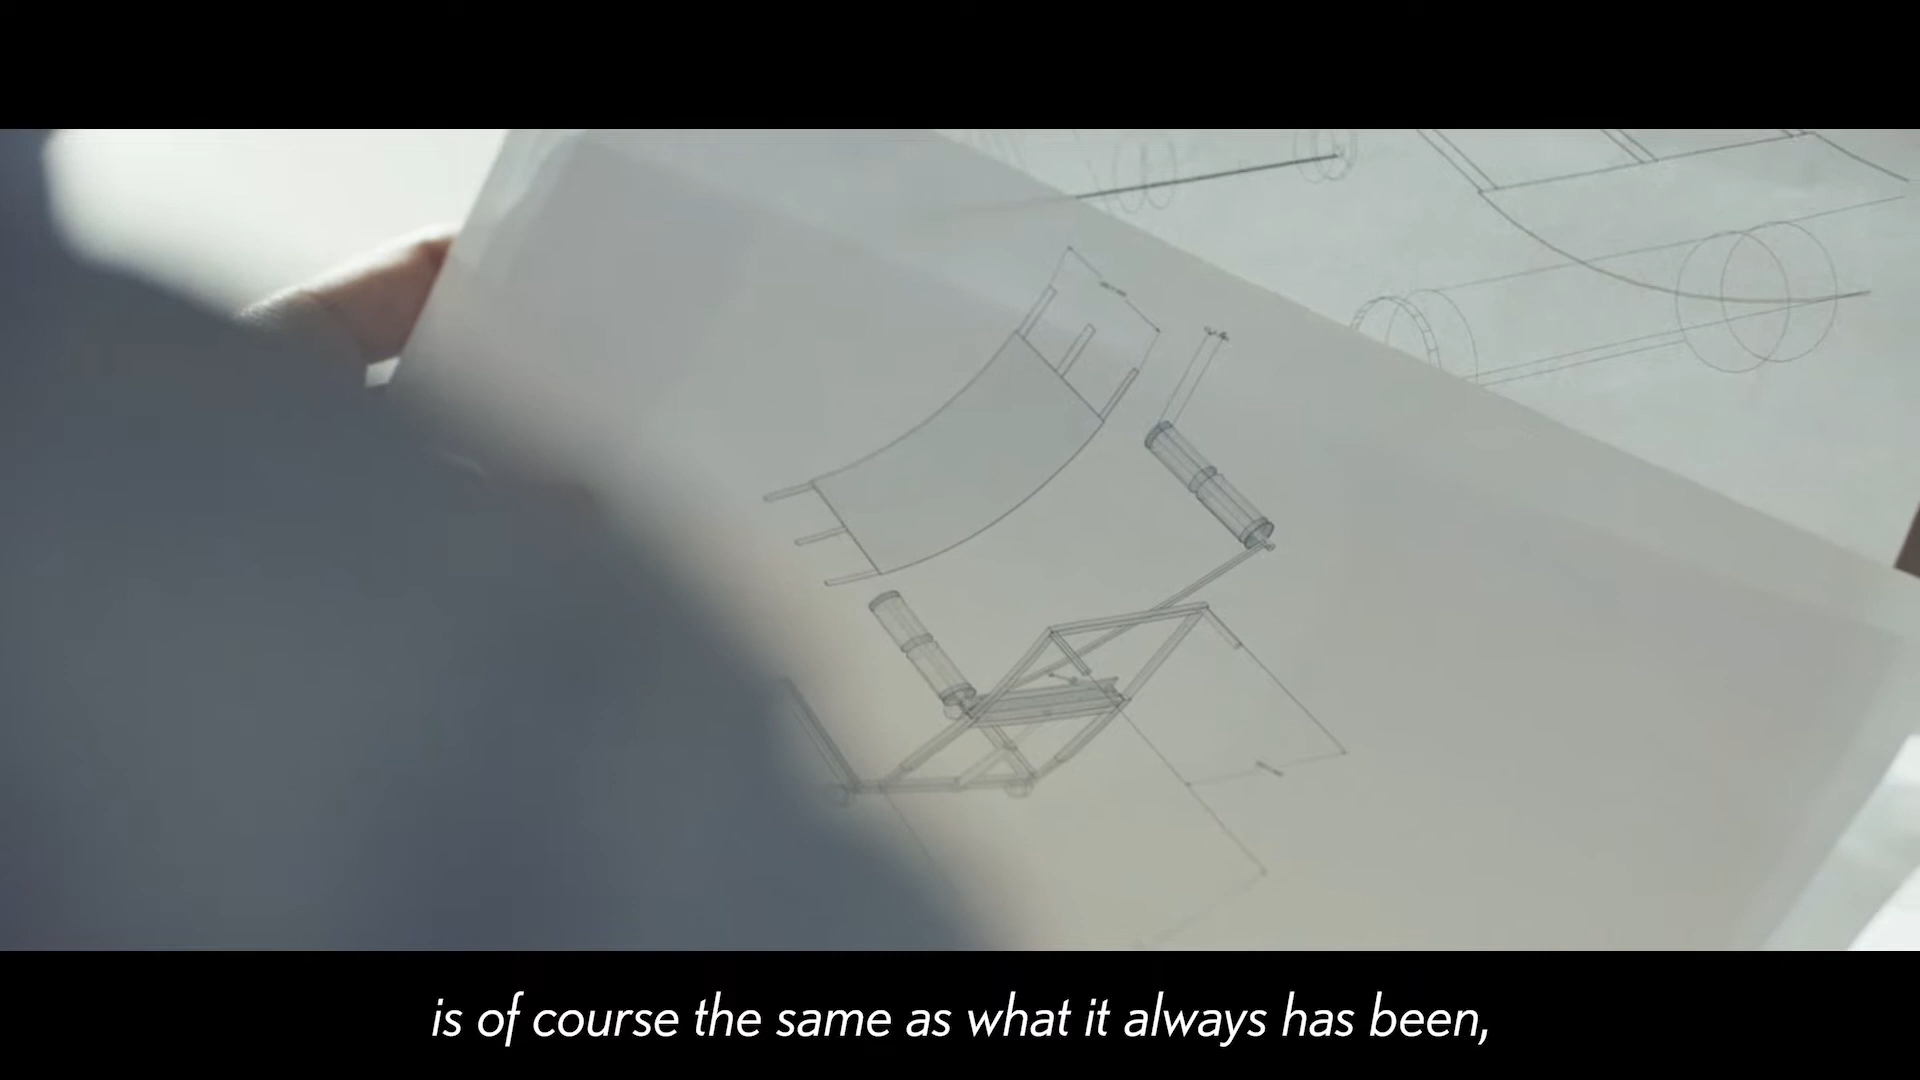 is of course the same as what it always has been,